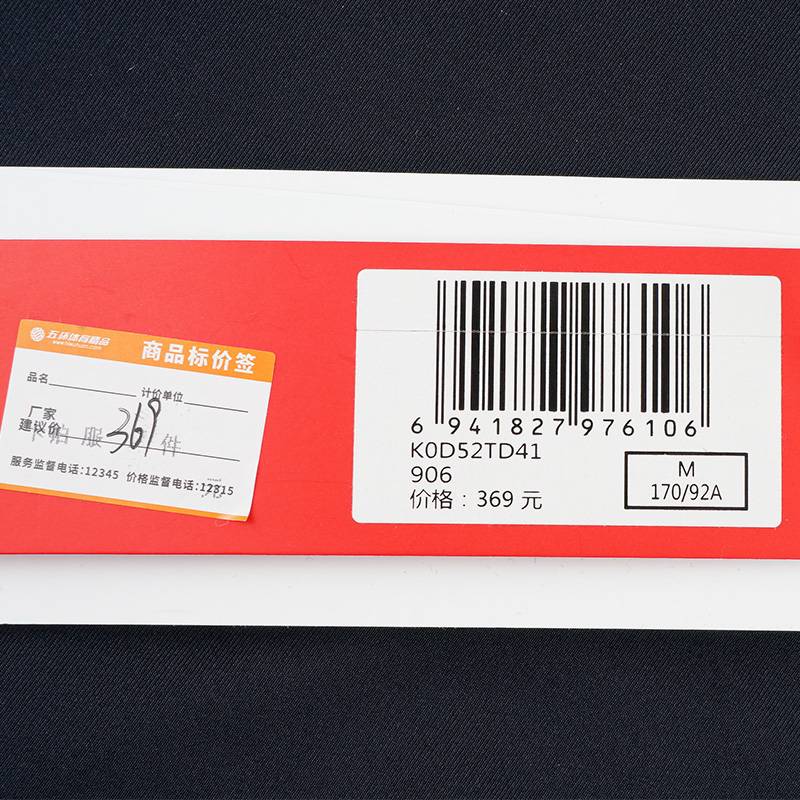 五环体育精品
商品标价签
品名
计价单位
厂家
建议价
369
服 件
服务监督电话:12345 价格监督电话:12315
6 941827 976106
K0D52TD41
906
价格：369 元
M
170/92A